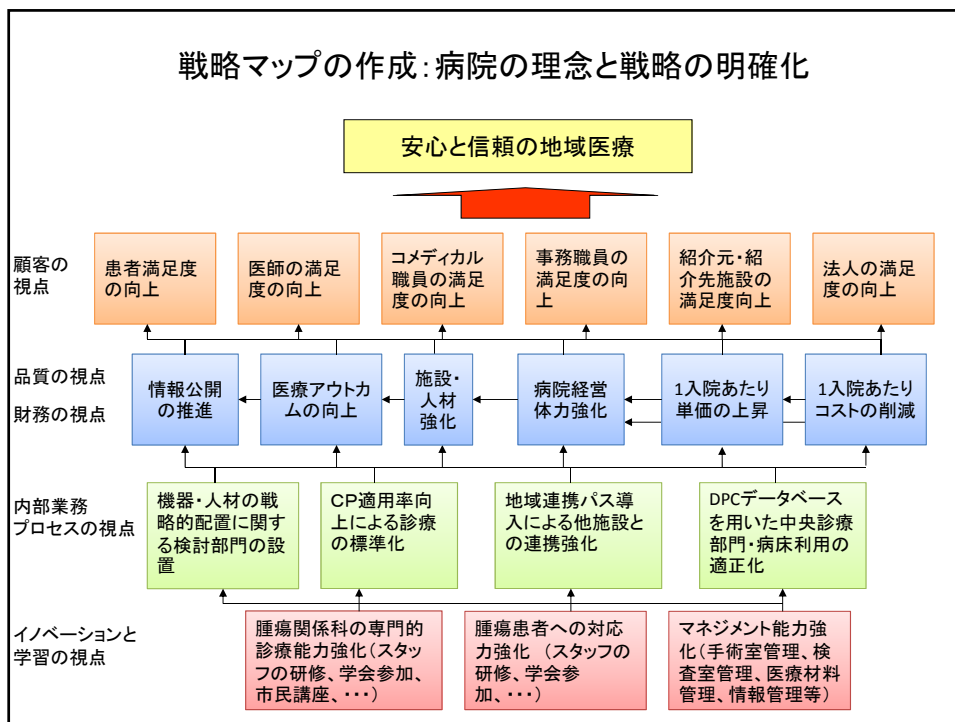 戦略マップの作成:病院の理念と戦略の明確化
安心と信頼の地域医療
顧客の
視点
患者満足度
の向上
医師の満足
度の向上
コメディカル
職員の満足
度の向上
事務職員の
満足度の向
上
紹介元・紹
介先施設の
満足度向上
法人の満足
度の向上
品質の視点
財務の視点
情報公開
の推進
医療アウトカ
ムの向上
施設・
人材
強化
病院経営
体力強化
1入院あたり
単価の上昇
1入院あたり
コストの削減
内部業務
プロセスの視点
機器・人材の戦
略的配置に関す
る検討部門の設
置
CP適用率向
上による診療
の標準化
地域連携パス導
入による他施設と
の連携強化
DPCデータベース
を用いた中央診療
部門・病床利用の
適正化
イノベーションと
学習の視点
腫瘍関係科の専門的
診療能力強化(スタッ
フの研修、学会参加、
市民講座、・・・)
腫瘍患者への対応
力強化 (スタッフの
研修、学会参
加、・・・)
マネジメント能力強
化(手術室管理、検
査室管理、医療材料
管理、情報管理等)